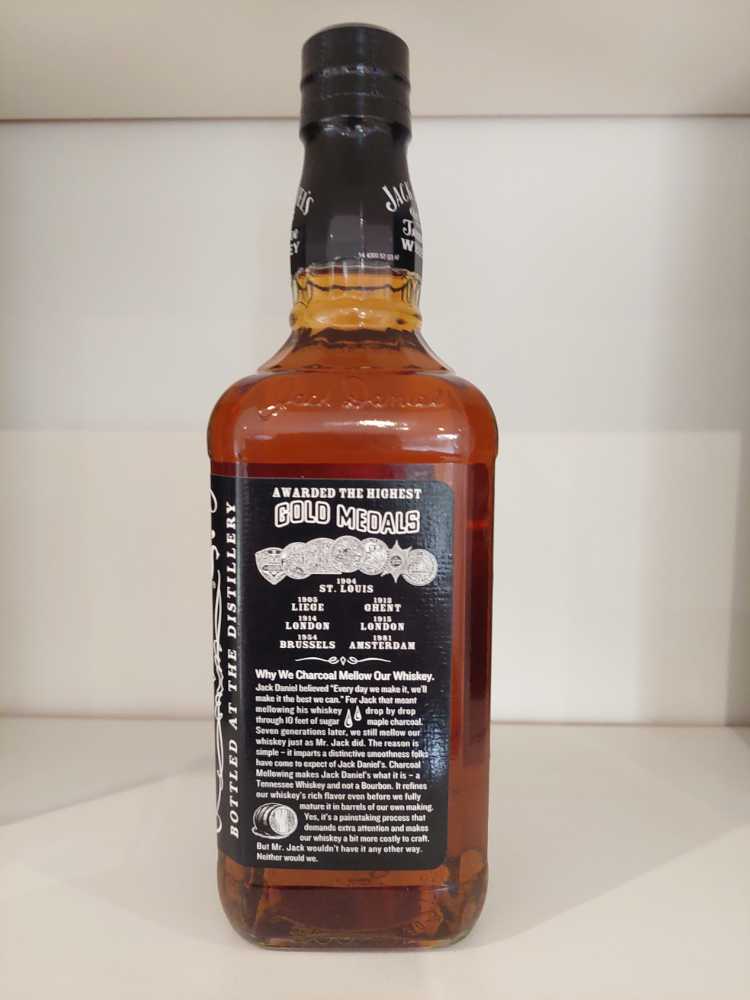 JACK
WHISKEY
AWARDED THE HIGHEST
GOLD MEDALS
1904
ST. LOUIS
1905 1913
LIEGE GHENT
1914 1915
LONDON LONDON
1954 1981
BRUSSELS AMSTERDAM
Why We Charcoal Mellow Our Whiskey.
Jack Daniel believed "Every day we make it, we'll
make it the best we can." For Jack that meant
mellowing his whiskey drop by drop
through 10 feet of sugar maple charcoal.
Seven generations later, we still mellow our
whiskey just as Mr. Jack did. The reason is
simple – it imparts a distinctive smoothness folks
have come to expect of Jack Daniel's. Charcoal
Mellowing makes Jack Daniel's what it is – a
Tennessee Whiskey and not a Bourbon. It refines
our whiskey's rich flavor even before we fully
mature it in barrels of our own making.
Yes, it's a painstaking process that
demands extra attention and makes
our whiskey a bit more costly to craft.
But Mr. Jack wouldn't have it any other way.
Neither would we.
BOTTLED AT THE DISTILLERY
Jack Daniel